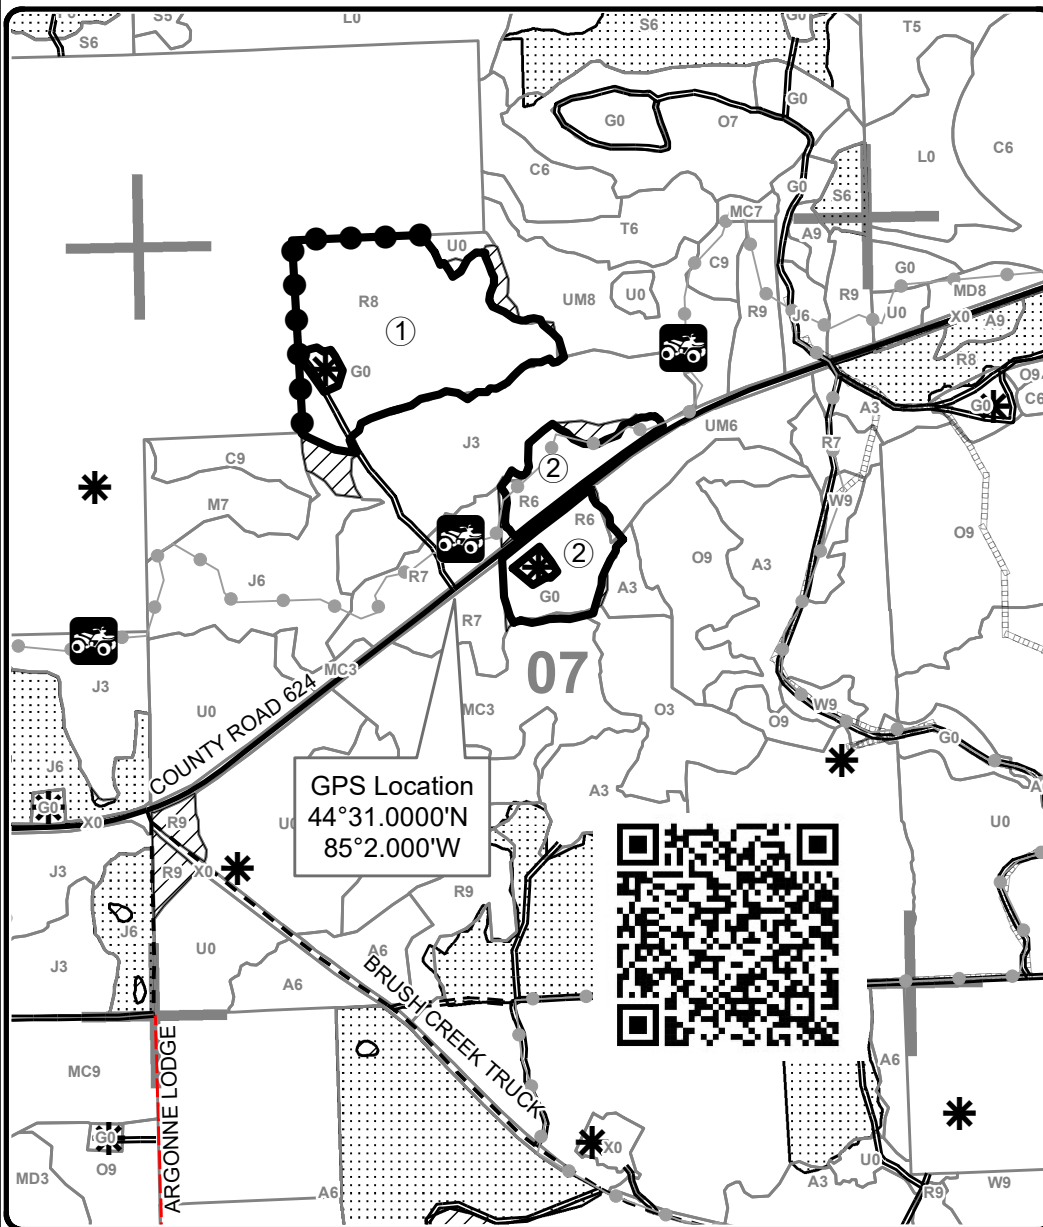 S5
L0
S6
S6
G0
T5
G0
G0
O7
L0
C6
C6
G0
S6
MC7
T6
A9
U0
C9
G0
UM8
U0
R9
R9
MD8
R8
J6
U0
X0
A9
1
R8
G0
O9
C6
G0
A3
UM6
J3
R7
C9
2
M7
R6
R6
W9
O9
2
O9
A3
J6
R7
G0
A3
R7
07
MC3
J3
COUNTY ROAD 624
U0
MC3
O3
W9
O9
G0
J6
GPS Location
44°31.0000'N
85°2.000'W
A3
G0
X0
R9
U0
J3
R9
X0
R9
J6
J3
U0
A6
A6
BRUSH CREEK TRUCK
ARGONNE LODGE
MC9
A6
G0
O9
X0
MD3
A6
A3
U0
R9
W9